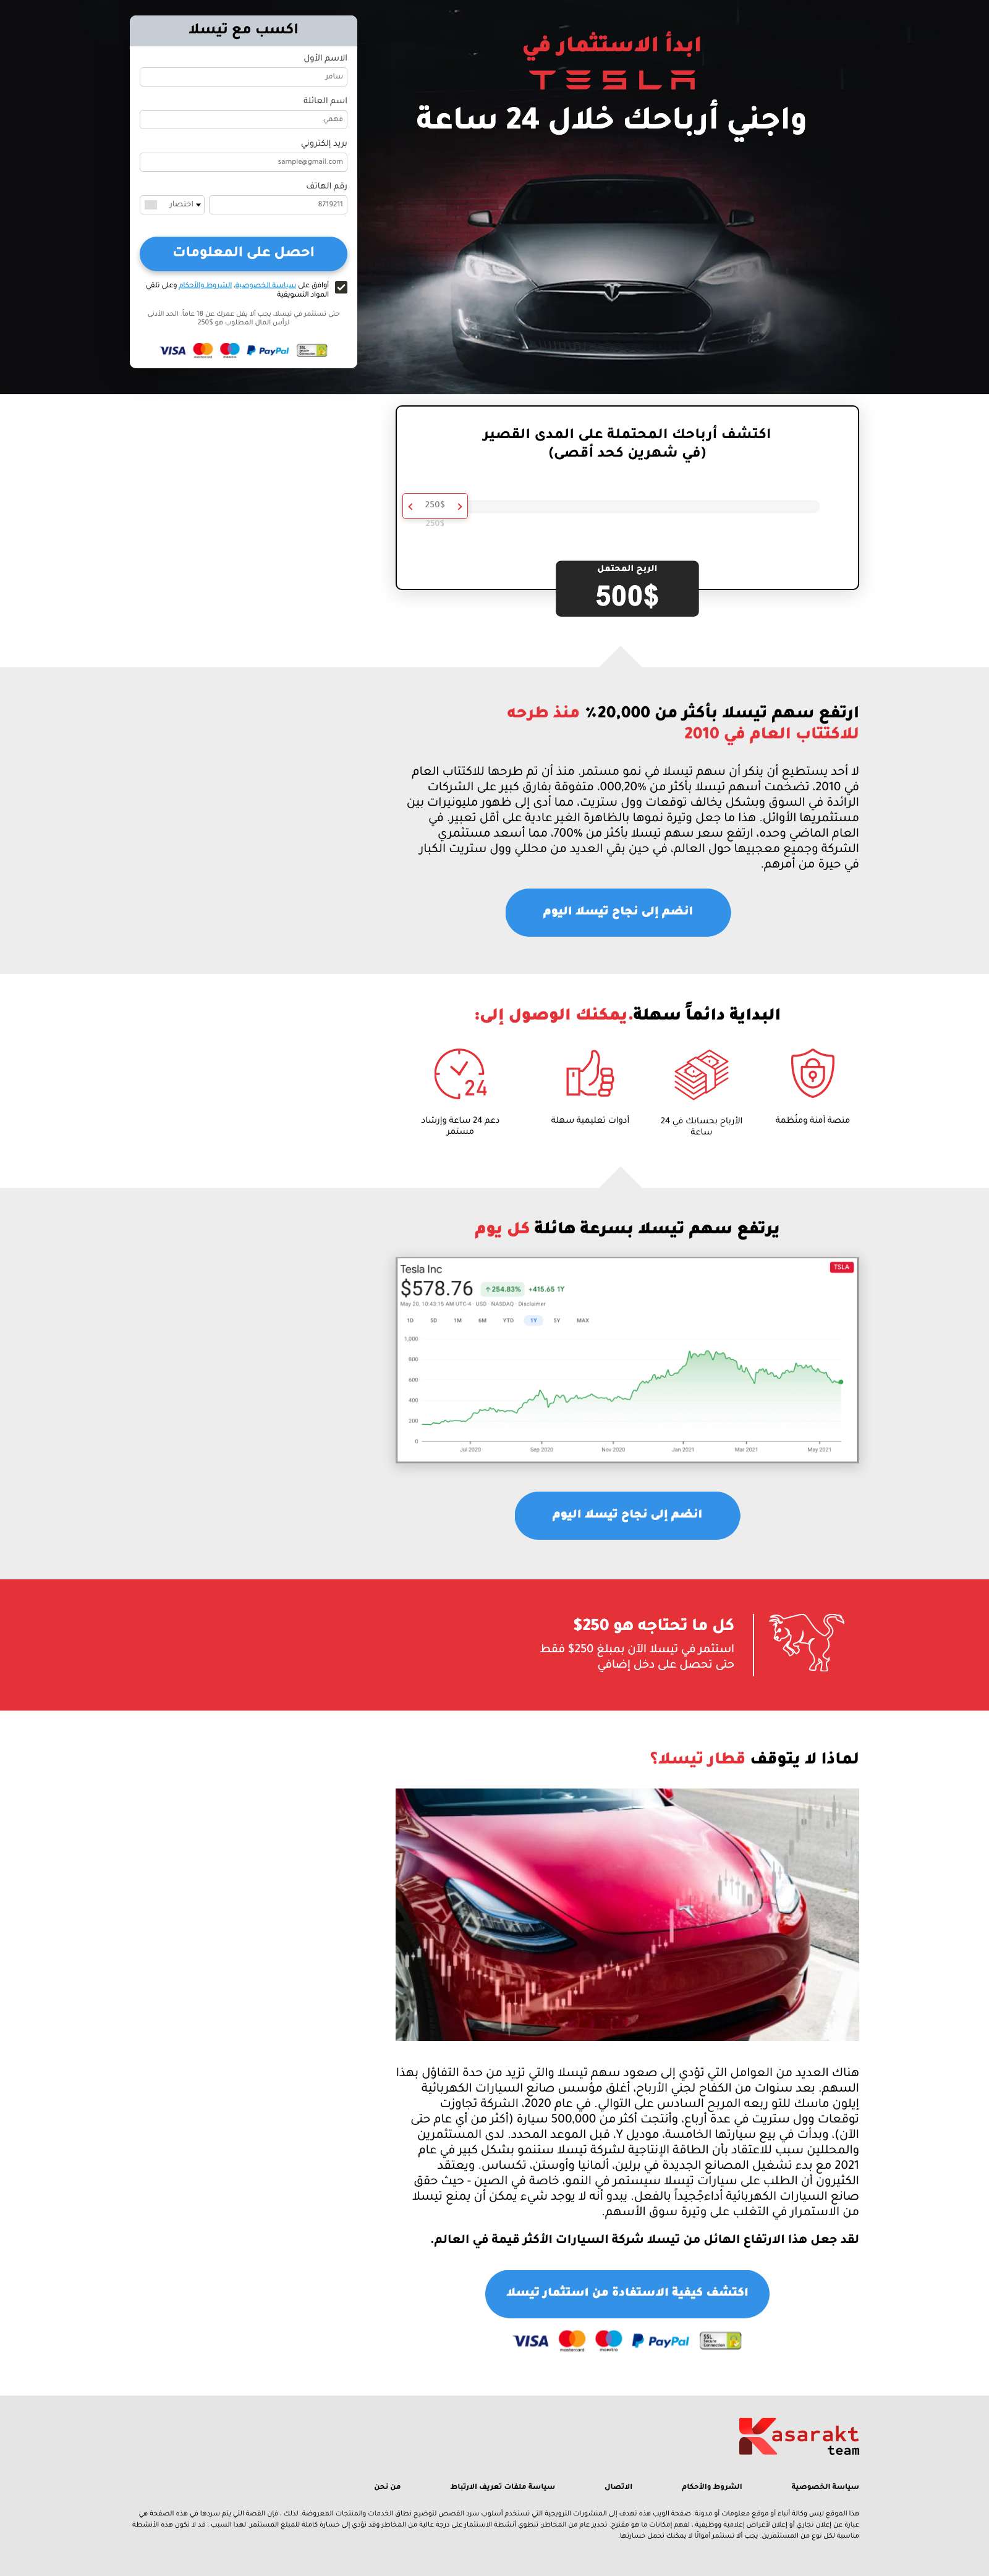 ابدأ الاستثمار في
TESLA
واجني أرباحك خلال 24 ساعة
اكسب مع تيسلا
الاسم الأول
سامر
اسم العائلة
فهمي
بريد إلكتروني
sample@gmail.com
رقم الهاتف
8719211
اختصار
احصل على المعلومات
أوافق على سياسة الخصوصية، الشروط والأحكام وعلى تلقي
المواد التسويقية
حتى تستثمر في تيسلا، يجب ألا يقل عمرك عن 18 عاماً. الحد الأدنى
لرأس المال المطلوب هو $250
VISA mastercard maestro PayPal SSL Secure Connection
اكتشف أرباحك المحتملة على المدى القصير
(في شهرين كحد أقصى)
250$
250$
الربح المحتمل
500$
ارتفع سهم تيسلا بأكثر من 20,000٪ منذ طرحه
للاكتتاب العام في 2010
لا أحد يستطيع أن ينكر أن سهم تيسلا في نمو مستمر. منذ أن تم طرحها للاكتتاب العام
في 2010، تضخمت أسهم تيسلا بأكثر من %000,20، متفوقة بفارق كبير على الشركات
الرائدة في السوق وبشكل يخالف توقعات وول ستريت، مما أدى إلى ظهور مليونيرات بين
مستثمريها الأوائل. هذا ما جعل وتيرة نموها بالظاهرة الغير عادية على أقل تعبير. في
العام الماضي وحده، ارتفع سعر سهم تيسلا بأكثر من %700، مما أسعد مستثمري
الشركة وجميع معجبيها حول العالم، في حين بقي العديد من محللي وول ستريت الكبار
في حيرة من أمرهم.
انضم إلى نجاح تيسلا اليوم
البداية دائماً سهلة.يمكنك الوصول إلى:
24
منصة آمنة ومنُظمة
الأرباح بحسابك في 24
ساعة
أدوات تعليمية سهلة
دعم 24 ساعة وإرشاد
مستمر
يرتفع سهم تيسلا بسرعة هائلة كل يوم
Tesla Inc
TSLA
$578.76 ↑254.83% +415.65 1Y
May 20, 10:43:15 AM UTC-4 · USD · NASDAQ · Disclaimer
1D 5D 1M 6M YTD 1Y 5Y MAX
1,000
800
600
400
200
0
Jul 2020 Sep 2020 Nov 2020 Jan 2021 Mar 2021 May 2021
انضم إلى نجاح تيسلا اليوم
كل ما تحتاجه هو 250$
استثمر في تيسلا الآن بمبلغ 250$ فقط
حتى تحصل على دخل إضافي
لماذا لا يتوقف قطار تيسلا؟
هناك العديد من العوامل التي تؤدي إلى صعود سهم تيسلا والتي تزيد من حدة التفاؤل بهذا
السهم. بعد سنوات من الكفاح لجني الأرباح، أغلق مؤسس صانع السيارات الكهربائية
إيلون ماسك للتو ربعه المربح السادس على التوالي. في عام 2020، الشركة تجاوزت
توقعات وول ستريت في عدة أرباع، وأنتجت أكثر من 500,000 سيارة (أكثر من أي عام حتى
الآن)، وبدأت في بيع سيارتها الخامسة، موديل Y، قبل الموعد المحدد. لدى المستثمرين
والمحللين سبب للاعتقاد بأن الطاقة الإنتاجية لشركة تيسلا ستنمو بشكل كبير في عام
2021 مع بدء تشغيل المصانع الجديدة في برلين، ألمانيا وأوستن، تكساس. ويعتقد
الكثيرون أن الطلب على سيارات تيسلا سيستمر في النمو، خاصة في الصين - حيث حقق
صانع السيارات الكهربائية أداءجًجيداً بالفعل. يبدو أنه لا يوجد شيء يمكن أن يمنع تيسلا
من الاستمرار في التغلب على وتيرة سوق الأسهم.
لقد جعل هذا الارتفاع الهائل من تيسلا شركة السيارات الأكثر قيمة في العالم.
اكتشف كيفية الاستفادة من استثمار تيسلا
VISA mastercard maestro PayPal SSL Secure Connection
Kasarakt
team
سياسة الخصوصية
الشروط والأحكام
الاتصال
سياسة ملفات تعريف الارتباط
من نحن
هذا الموقع ليس وكالة أنباء أو موقع معلومات أو مدونة. صفحة الويب هذه تهدف إلى المنشورات الترويجية التي تستخدم أسلوب سرد القصص لتوضيح نطاق الخدمات والمنتجات المعروضة. لذلك ، فإن القصة التي يتم سردها في هذه الصفحة هي
عبارة عن إعلان تجاري أو إعلان لأغراض إعلامية ووظيفية ، لفهم إمكانات ما هو مقترح. تحذير عام من المخاطر: تنطوي أنشطة الاستثمار على درجة عالية من المخاطر وقد تؤدي إلى خسارة كاملة للمبلغ المستثمر. لهذا السبب ، قد لا تكون هذه الأنشطة
مناسبة لكل نوع من المستثمرين. يجب ألا تستثمر أموالًا لا يمكنك تحمل خسارتها.